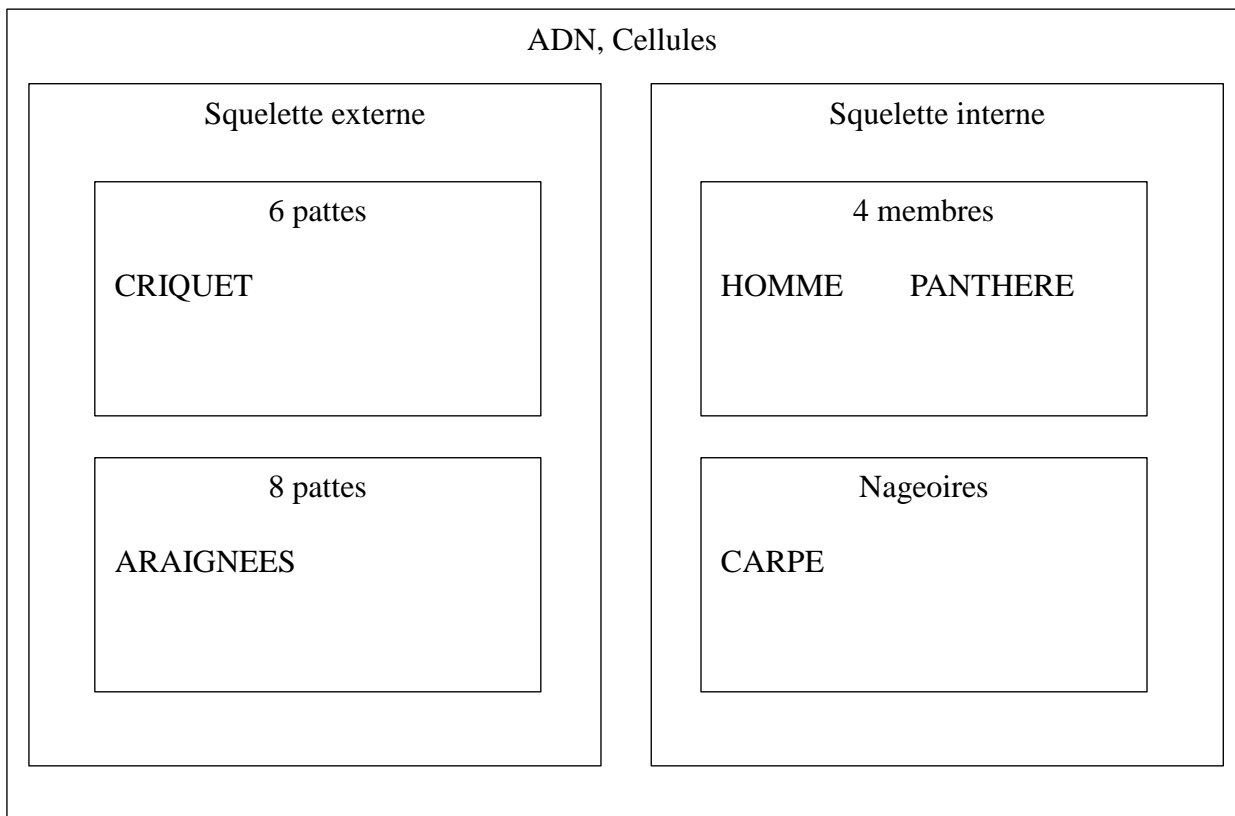 ADN, Cellules
Squelette externe
6 pattes
CRIQUET
8 pattes
ARAIGNEES
Squelette interne
4 membres
HOMME PANTHERE
Nageoires
CARPE